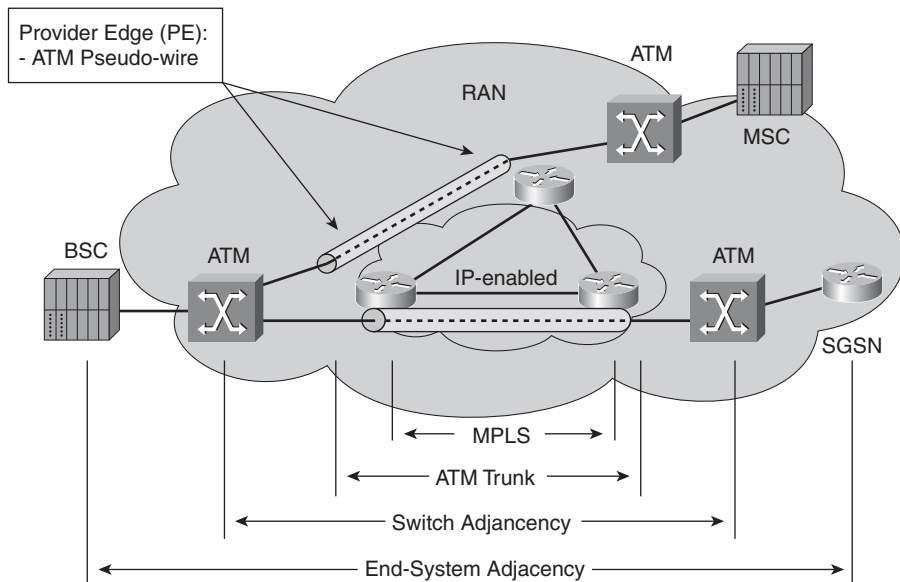 Provider Edge (PE):
- ATM Pseudo-wire
ATM
RAN
MSC
BSC
ATM
IP-enabled
ATM
SGSN
MPLS
ATM Trunk
Switch Adjancency
End-System Adjacency